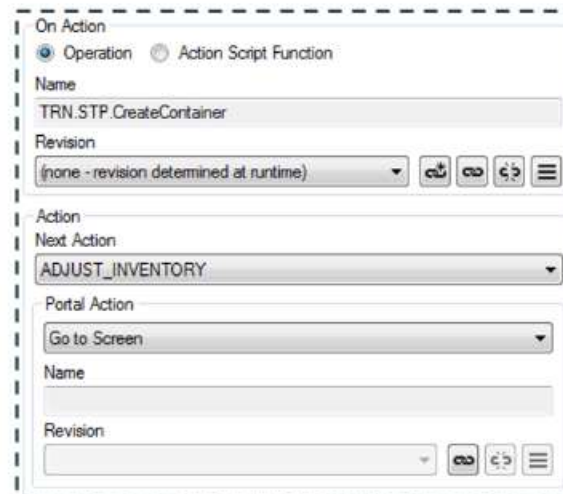 On Action
Operation Action Script Function
Name
TRN.STP.CreateContainer
Revision
(none - revision determined at runtime)
Action
Next Action
ADJUST_INVENTORY
Portal Action
Go to Screen
Name
Revision